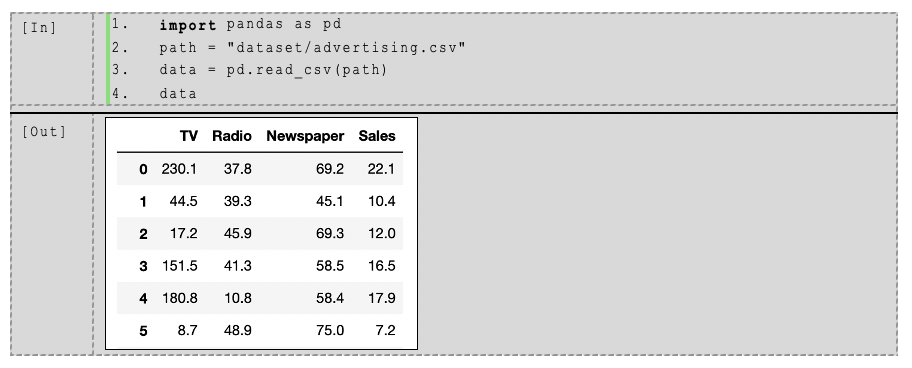 [In]
1. import pandas as pd
2. path = "dataset/advertising.csv"
3. data = pd.read_csv(path)
4. data
[Out]
TV Radio Newspaper Sales
0 230.1 37.8 69.2 22.1
1 44.5 39.3 45.1 10.4
2 17.2 45.9 69.3 12.0
3 151.5 41.3 58.5 16.5
4 180.8 10.8 58.4 17.9
5 8.7 48.9 75.0 7.2